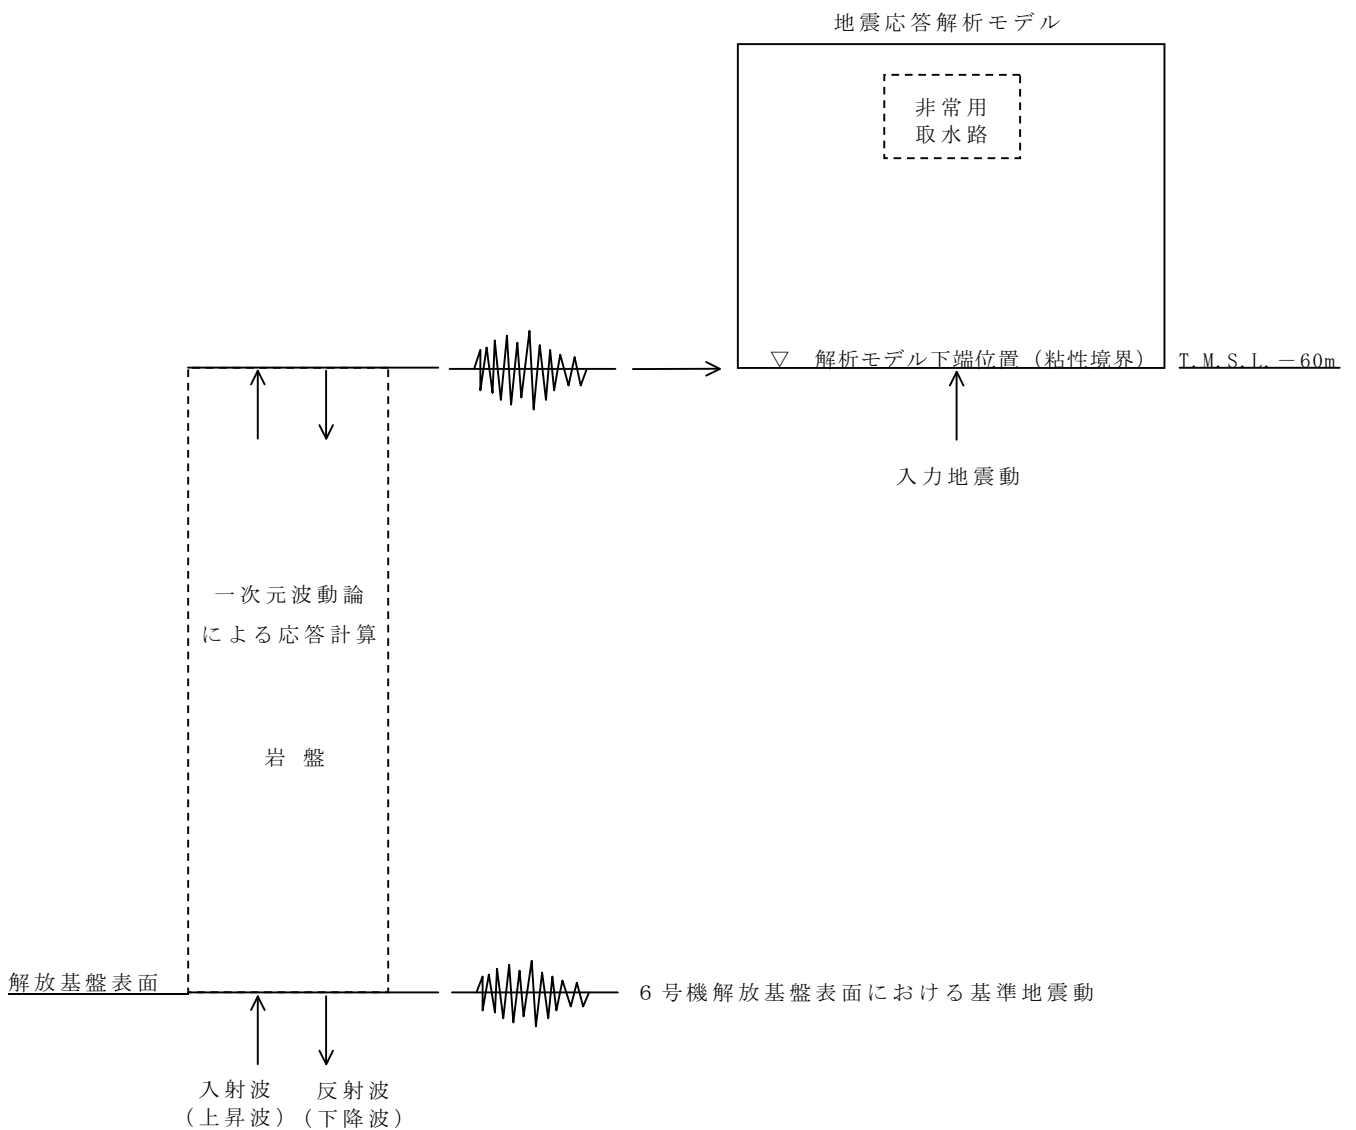 地震応答解析モデル
非常用
取水路
▽ 解析モデル下端位置（粘性境界）
T.M.S.L. －60m
入力地震動
一次元波動論
による応答計算
岩 盤
解放基盤表面
6 号機解放基盤表面における基準地震動
入射波
(上昇波)
反射波
(下降波)